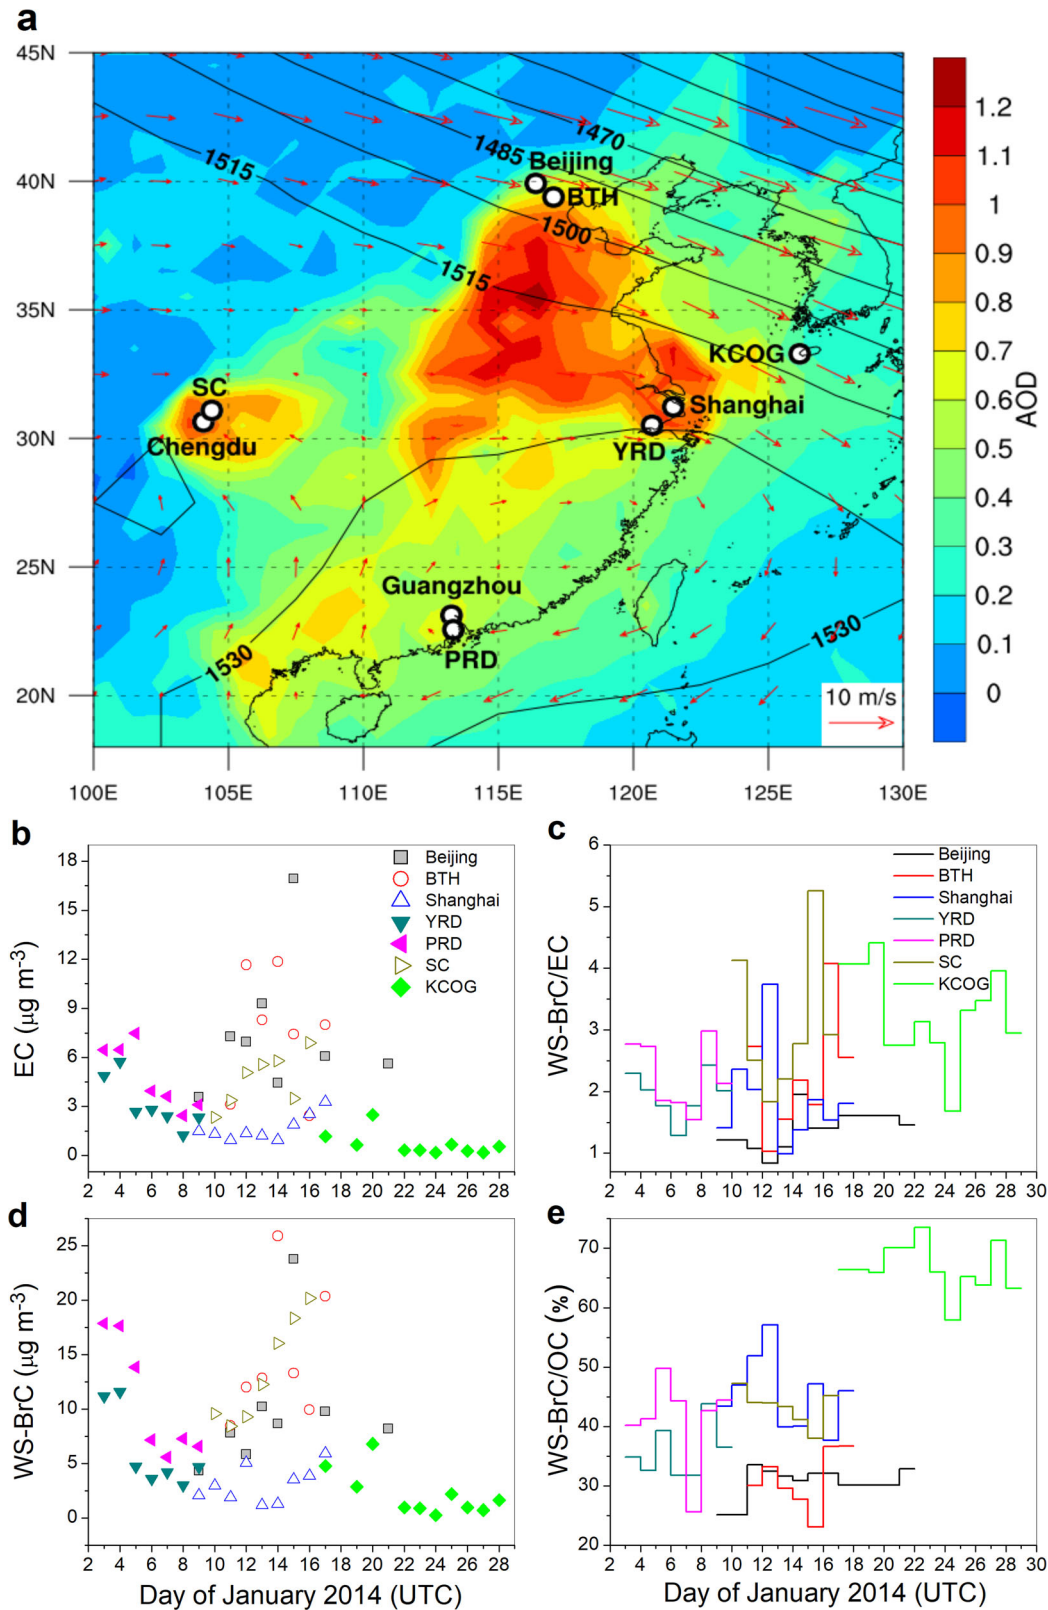 a
45N
40N
35N
30N
25N
20N
100E 105E 110E 115E 120E 125E 130E
1470
1485
1515
Beijing
BTH
1500
1515
KCOG
SC
Shanghai
Chengdu
YRD
Guangzhou
PRD
1530
1530
10 m/s
1.2
1.1
1
0.9
0.8
0.7
0.6
0.5
0.4
0.3
0.2
0.1
0
AOD
b
EC (µg m⁻³)
18
15
12
9
6
3
0
Beijing
BTH
Shanghai
YRD
PRD
SC
KCOG
2 4 6 8 10 12 14 16 18 20 22 24 26 28
c
WS-BrC/EC
6
5
4
3
2
1
Beijing
BTH
Shanghai
YRD
PRD
SC
KCOG
2 4 6 8 10 12 14 16 18 20 22 24 26 28 30
d
WS-BrC (µg m⁻³)
25
20
15
10
5
0
2 4 6 8 10 12 14 16 18 20 22 24 26 28
e
WS-BrC/OC (%)
70
60
50
40
30
20
2 4 6 8 10 12 14 16 18 20 22 24 26 28 30
Day of January 2014 (UTC)
Day of January 2014 (UTC)